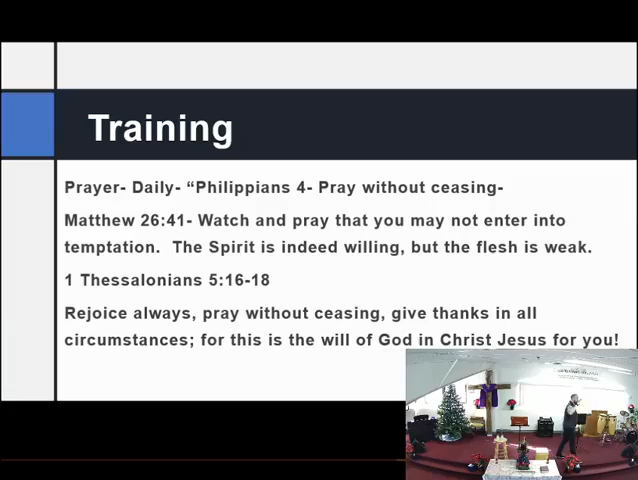 Training
Prayer- Daily- “Philippians 4- Pray without ceasing-
Matthew 26:41- Watch and pray that you may not enter into
temptation.  The Spirit is indeed willing, but the flesh is weak.
1 Thessalonians 5:16-18
Rejoice always, pray without ceasing, give thanks in all
circumstances; for this is the will of God in Christ Jesus for you!